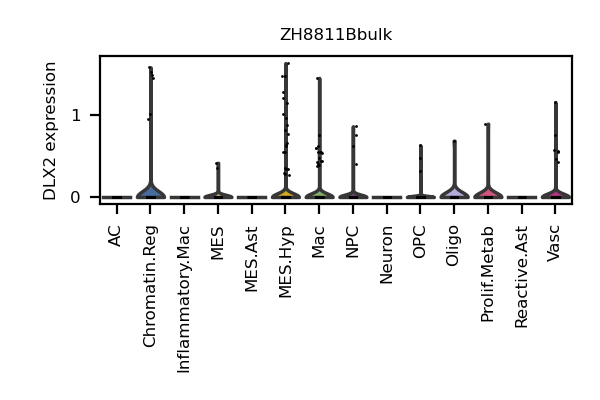 ZH8811Bbulk
DLX2 expression
1
0
AC
Chromatin.Reg
Inflammatory.Mac
MES
MES.Ast
MES.Hyp
Mac
NPC
Neuron
OPC
Oligo
Prolif.Metab
Reactive.Ast
Vasc